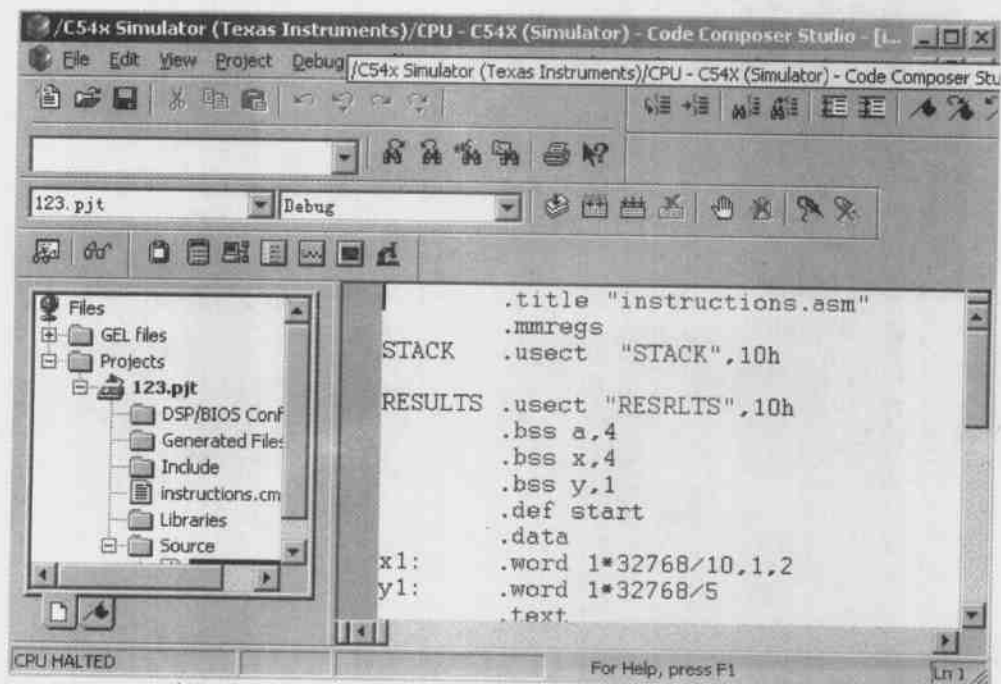 /C54x Simulator (Texas Instruments)/CPU - C54X (Simulator) - Code Composer Studio - [i...
File Edit View Project Debug
/C54x Simulator (Texas Instruments)/CPU - C54X (Simulator) - Code Composer Stu
123.pjt Debug
Files
GEL files
Projects
123.pjt
DSP/BIOS Conf
Generated Files
Include
instructions.cm
Libraries
Source
.title "instructions.asm"
.mmregs
STACK .usect "STACK",10h
RESULTS .usect "RESRLTS",10h
.bss a,4
.bss x,4
.bss y,1
.def start
.data
x1: .word 1*32768/10,1,2
y1: .word 1*32768/5
.text
CPU HALTED For Help, press F1 Ln 1